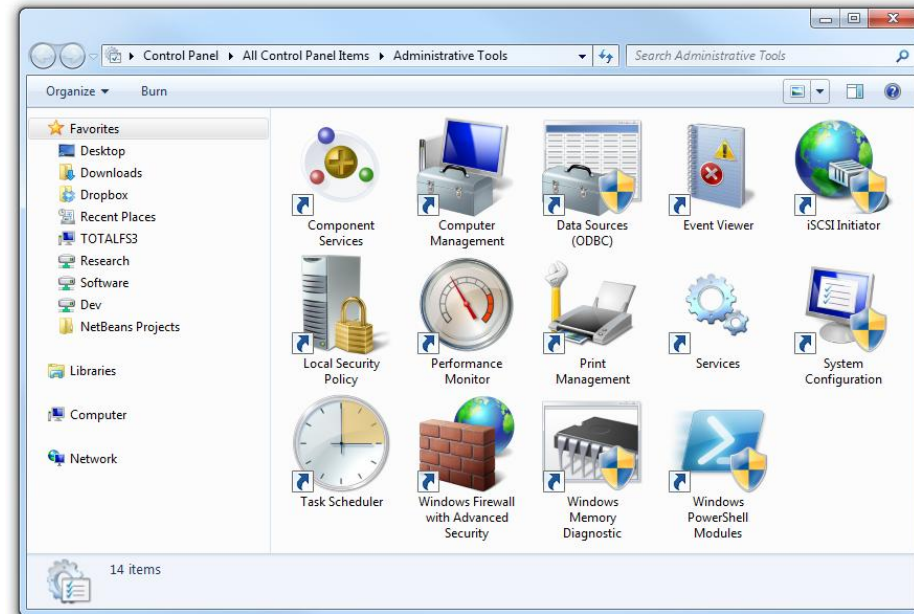 Control Panel ▸ All Control Panel Items ▸ Administrative Tools
Search Administrative Tools
Organize
Burn
Favorites
Desktop
Downloads
Dropbox
Recent Places
TOTALFS3
Research
Software
Dev
NetBeans Projects
Libraries
Computer
Network
Component
Services
Computer
Management
Data Sources
(ODBC)
Event Viewer
iSCSI Initiator
Local Security
Policy
Performance
Monitor
Print
Management
Services
System
Configuration
Task Scheduler
Windows Firewall
with Advanced
Security
Windows
Memory
Diagnostic
Windows
PowerShell
Modules
14 items